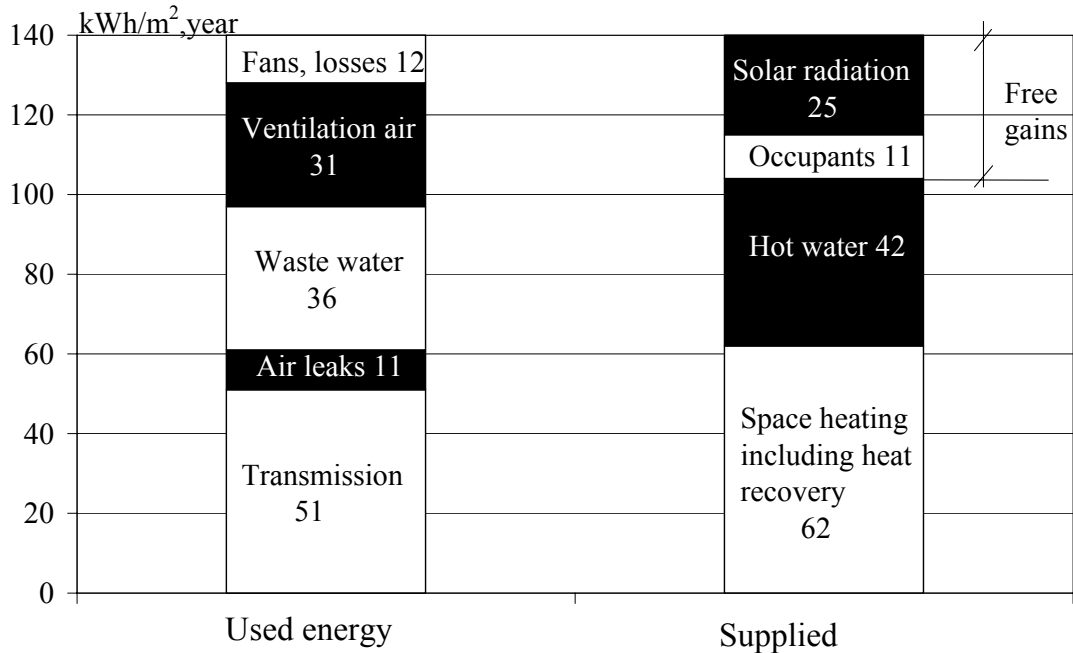 kWh/m²,year
140
120
100
80
60
40
20
0
Fans, losses 12
Ventilation air
31
Waste water
36
Air leaks 11
Transmission
51
Solar radiation
25
Occupants 11
Hot water 42
Space heating
including heat
recovery
62
Free
gains
Used energy
Supplied